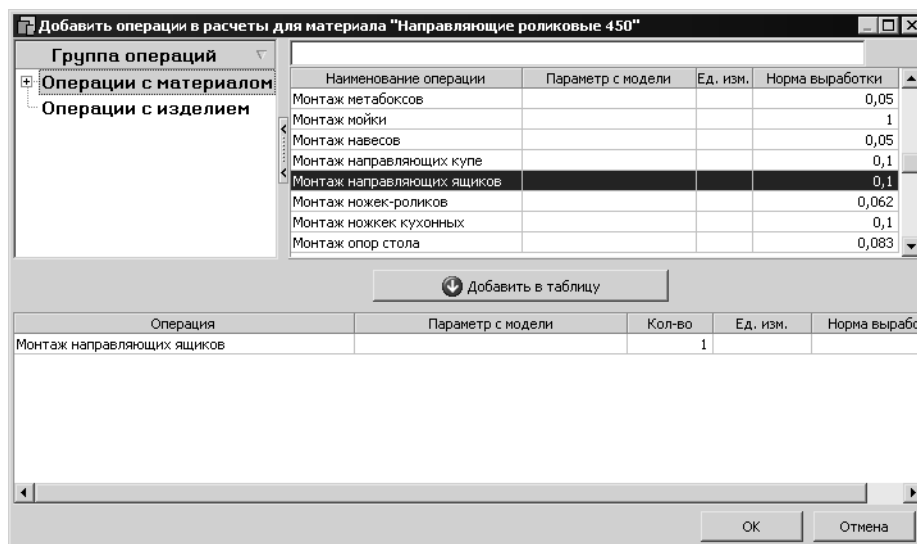 Добавить операции в расчеты для материала "Направляющие роликовые 450"
Группа операций
Операции с материалом
Операции с изделием
Наименование операции Параметр с модели Ед. изм. Норма выработки
Монтаж метабоксов 0,05
Монтаж мойки 1
Монтаж навесов 0,05
Монтаж направляющих купе 0,1
Монтаж направляющих ящиков 0,1
Монтаж ножек-роликов 0,062
Монтаж ножкек кухонных 0,1
Монтаж опор стола 0,083
Добавить в таблицу
Операция Параметр с модели Кол-во Ед. изм. Норма вырабо
Монтаж направляющих ящиков 1
OK Отмена